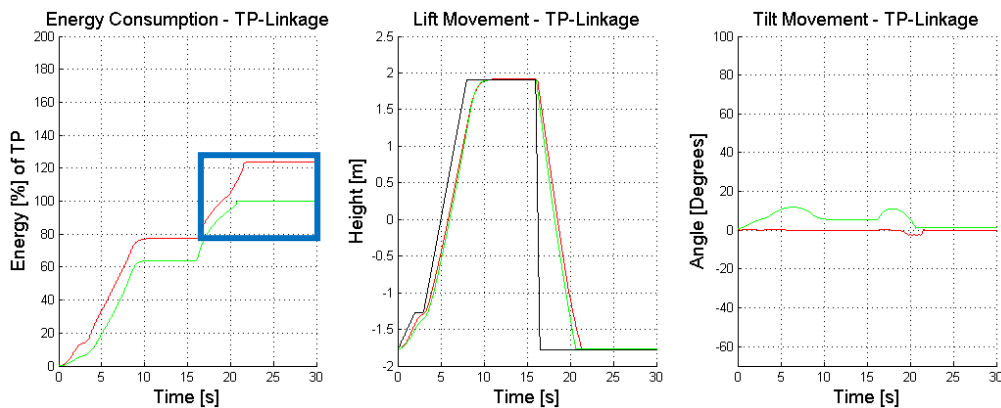 Energy Consumption - TP-Linkage
Energy [%] of TP
200
180
160
140
120
100
80
60
40
20
0
0 5 10 15 20 25 30
Time [s]
Lift Movement - TP-Linkage
Height [m]
2.5
2
1.5
1
0.5
0
-0.5
-1
-1.5
-2
0 5 10 15 20 25 30
Time [s]
Tilt Movement - TP-Linkage
Angle [Degrees]
100
80
60
40
20
0
-20
-40
-60
0 5 10 15 20 25 30
Time [s]